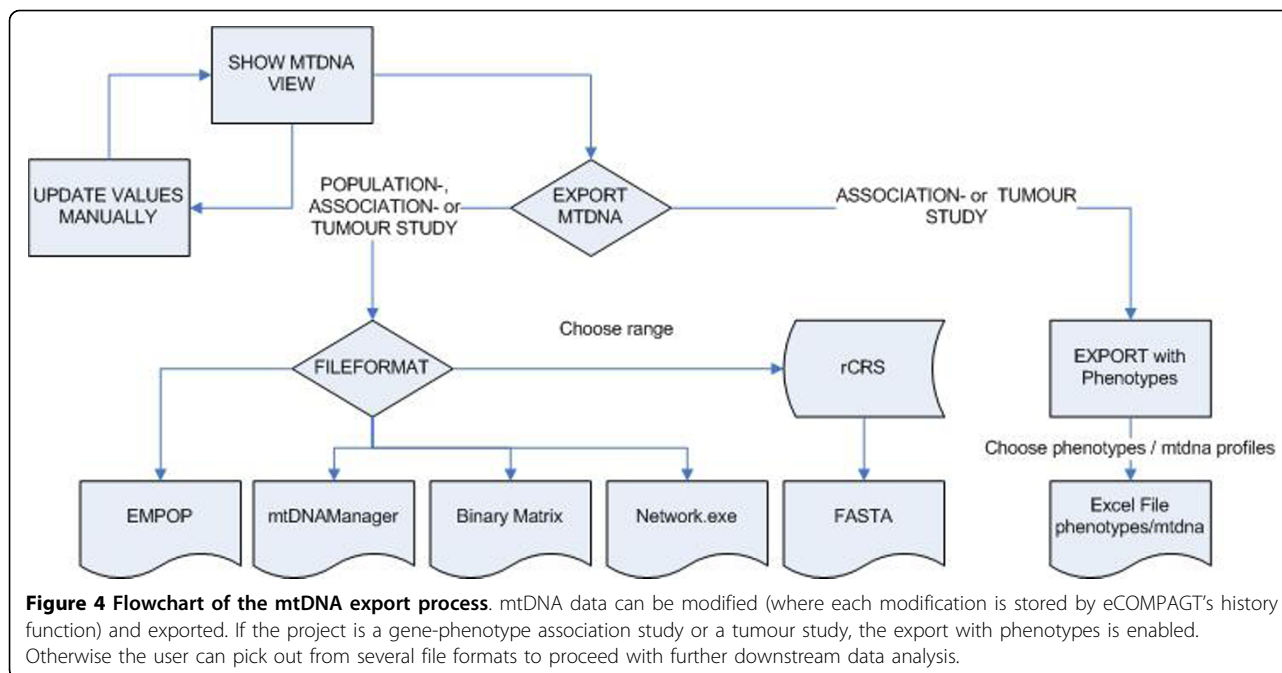 SHOW MTDNA
VIEW
UPDATE VALUES
MANUALLY
POPULATION-,
ASSOCIATION- or
TUMOUR STUDY
EXPORT
MTDNA
ASSOCIATION- or TUMOUR
STUDY
Choose range
FILEFORMAT
rCRS
EXPORT with
Phenotypes
Choose phenotypes / mtdna profiles
EMPOP
mtDNAManager
Binary Matrix
Network.exe
FASTA
Excel File
phenotypes/mtdna
Figure 4 Flowchart of the mtDNA export process. mtDNA data can be modified (where each modification is stored by eCOMPAGT's history
function) and exported. If the project is a gene-phenotype association study or a tumour study, the export with phenotypes is enabled.
Otherwise the user can pick out from several file formats to proceed with further downstream data analysis.